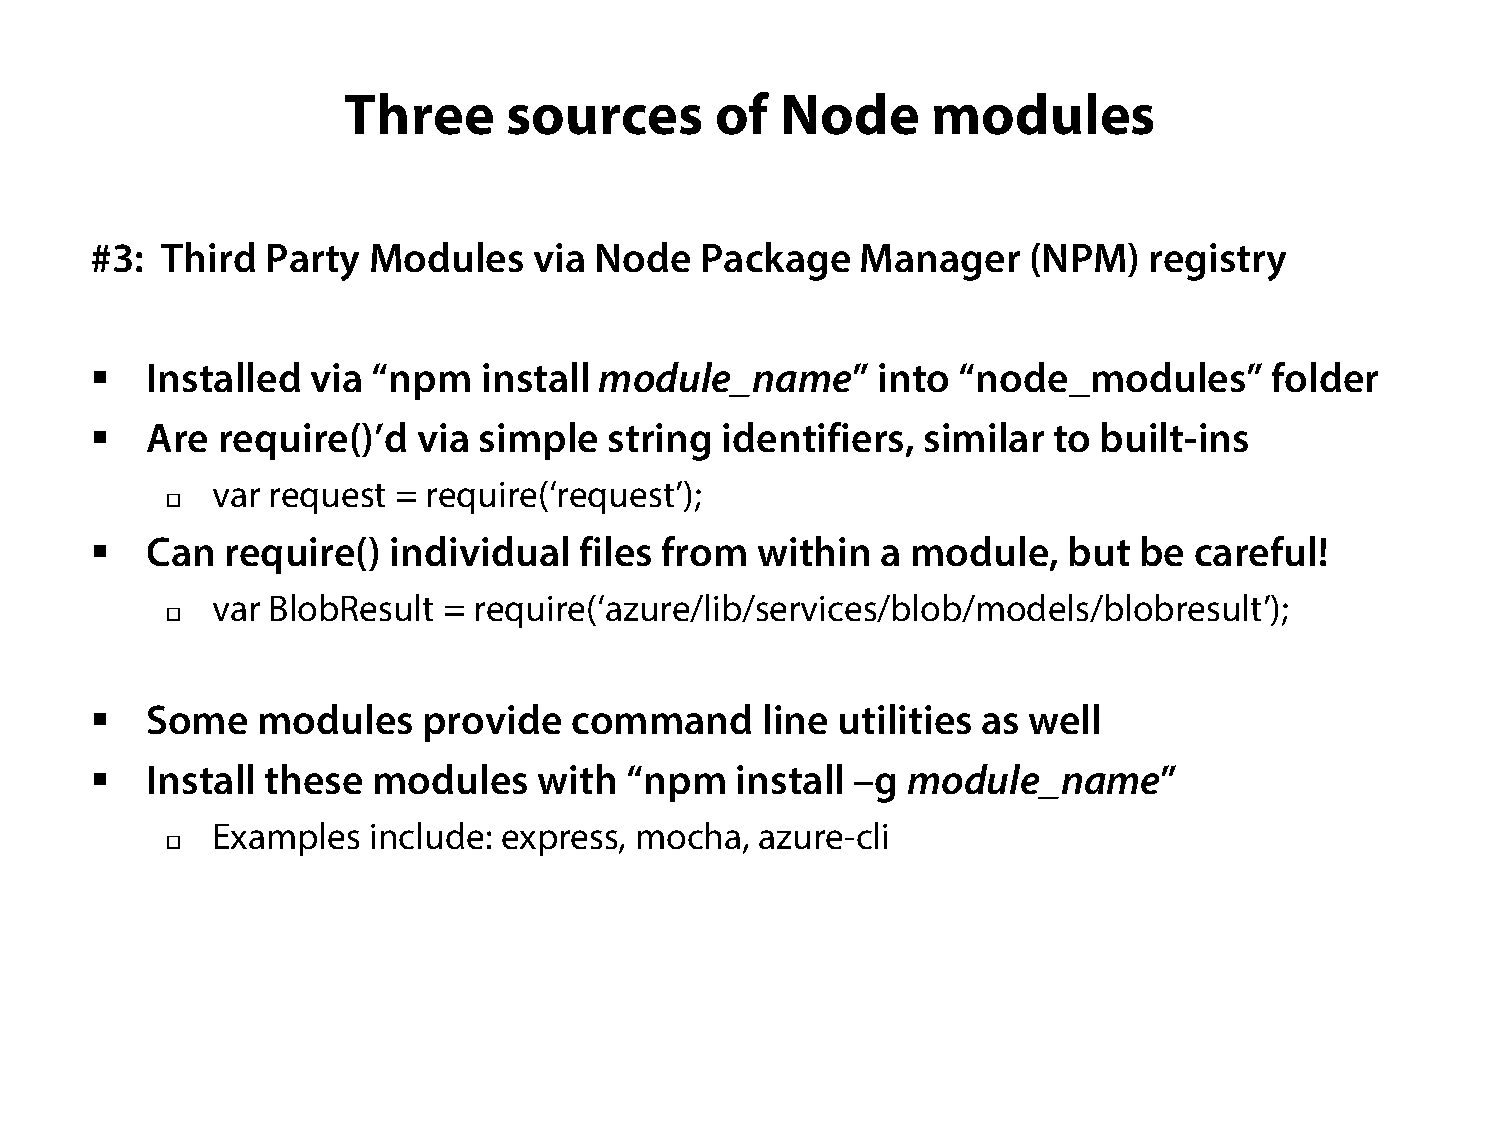 Three sources of Node modules
#3: Third Party Modules via Node Package Manager (NPM) registry
▪ Installed via “npm install module_name” into “node_modules” folder
▪ Are require()’d via simple string identifiers, similar to built-ins
□ var request = require(‘request’);
▪ Can require() individual files from within a module, but be careful!
□ var BlobResult = require(‘azure/lib/services/blob/models/blobresult’);
▪ Some modules provide command line utilities as well
▪ Install these modules with “npm install –g module_name”
□ Examples include: express, mocha, azure-cli